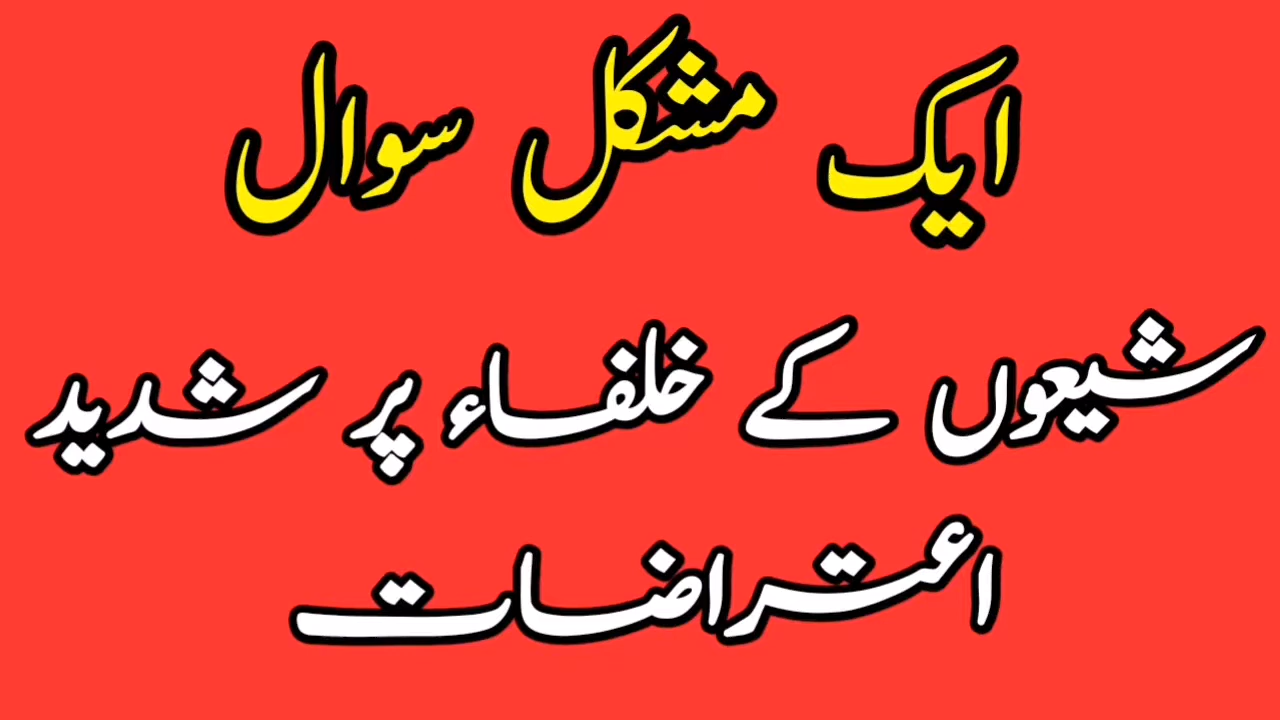 ایک مشکل سوال
شیعوں کے خلفاء پر شدید
اعتراضات